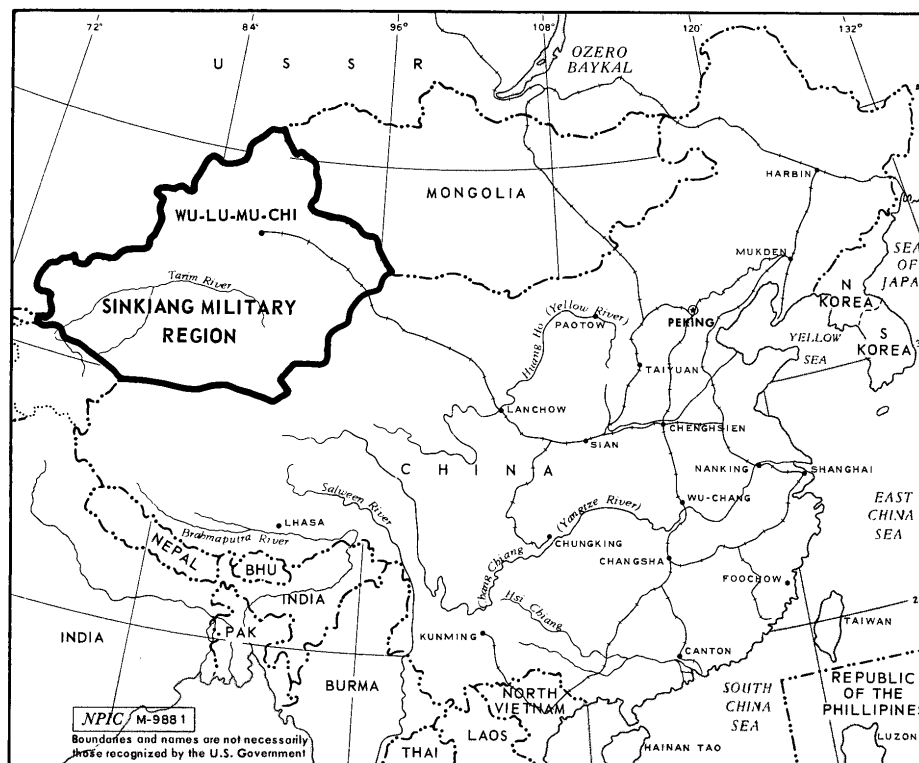 72°
84°
96°
108°
120°
132°
U S S R
OZERO
BAYKAL
MONGOLIA
HARBIN
WU-LU-MU-CHI
MUKDEN
SEA
OF
JAPA
Tarim River
SINKIANG MILITARY
REGION
N
KOREA
Huang Ho (Yellow River)
PAOTOW
PEKING
S
KOREA
YELLOW
SEA
3
TAIYUAN
LANCHOW
CHENGHSIEN
SIAN
CHINA
NANKING
SHANGHAI
Salween River
WU-CHANG
EAST
CHINA
SEA
LHASA
Brahmaputra River
Chang Chiang (Yangtze River)
CHUNGKING
NEPAL
BHU
CHANGSHA
FOOCHOW
INDIA
Hsi Chiang
2
INDIA
PAK
KUNMING
TAIWAN
CANTON
BURMA
NORTH
VIETNAM
SOUTH
CHINA
SEA
REPUBLIC
OF THE
PHILLIPINE
NPIC M-9881
LAOS
LUZON
Boundaries and names are not necessarily
those recognized by the U.S. Government
THAI
HAINAN TAO